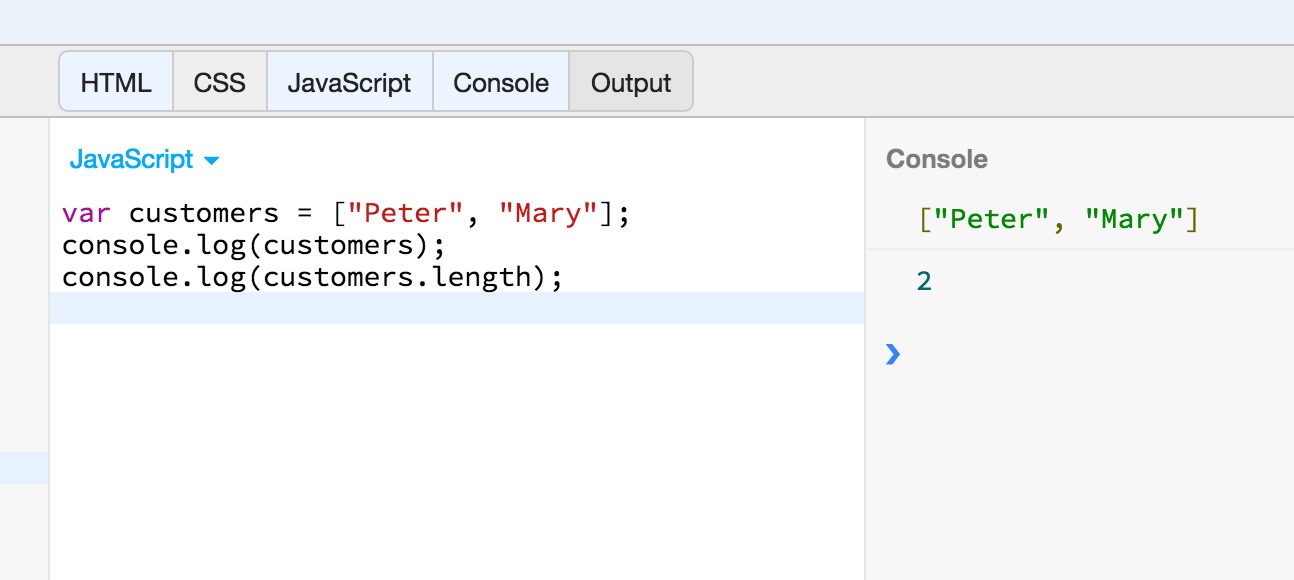 HTML CSS JavaScript Console Output
JavaScript
var customers = ["Peter", "Mary"];
console.log(customers);
console.log(customers.length);
Console
["Peter", "Mary"]
2